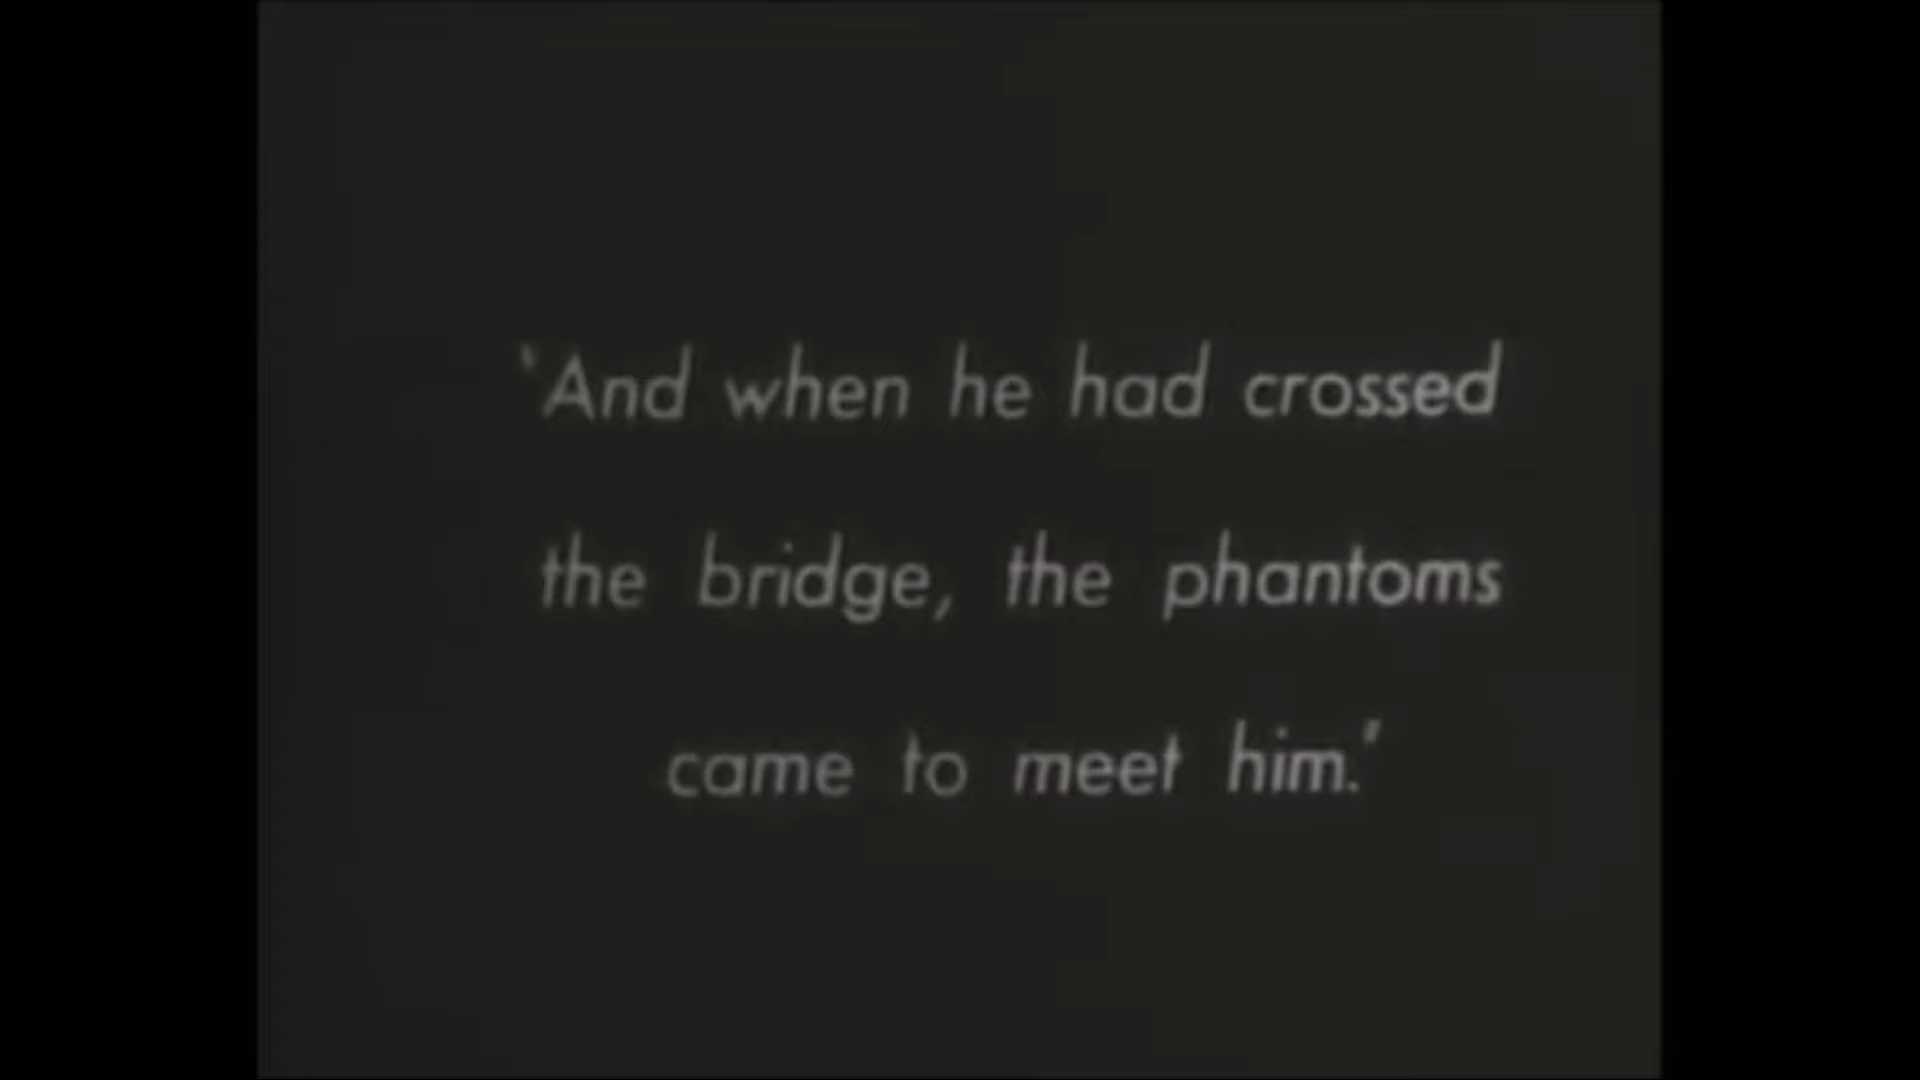 'And when he had crossed
the bridge, the phantoms
came to meet him.'